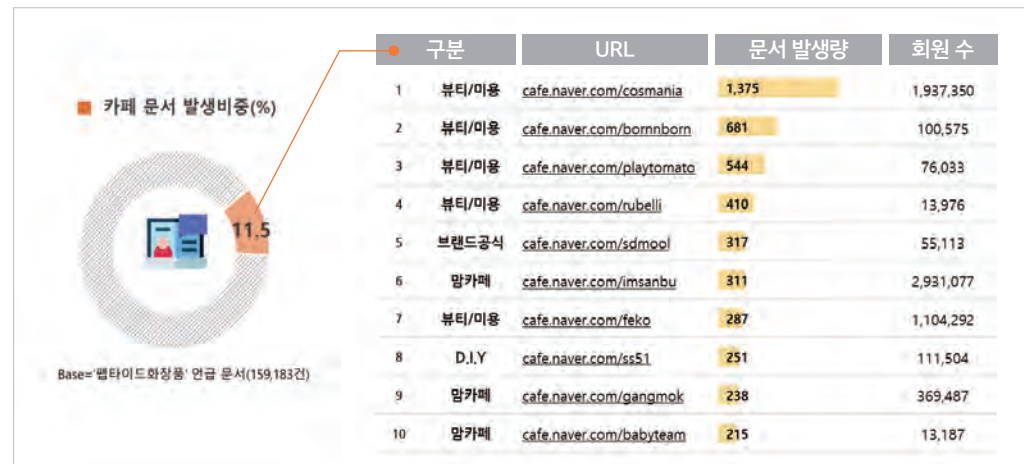 구분 URL 문서 발생량 회원 수
■ 카페 문서 발생비중(%)
11.5
Base='펩타이드화장품' 언급 문서(159,183건)
1 뷰티/미용 cafe.naver.com/cosmania 1,375 1,937,350
2 뷰티/미용 cafe.naver.com/bornnborn 681 100,575
3 뷰티/미용 cafe.naver.com/playtomato 544 76,033
4 뷰티/미용 cafe.naver.com/rubelli 410 13,976
5 브랜드공식 cafe.naver.com/sdmool 317 55,113
6 맘카페 cafe.naver.com/imsanbu 311 2,931,077
7 뷰티/미용 cafe.naver.com/feko 287 1,104,292
8 D.I.Y cafe.naver.com/ss51 251 111,504
9 맘카페 cafe.naver.com/gangmok 238 369,487
10 맘카페 cafe.naver.com/babyteam 215 13,187